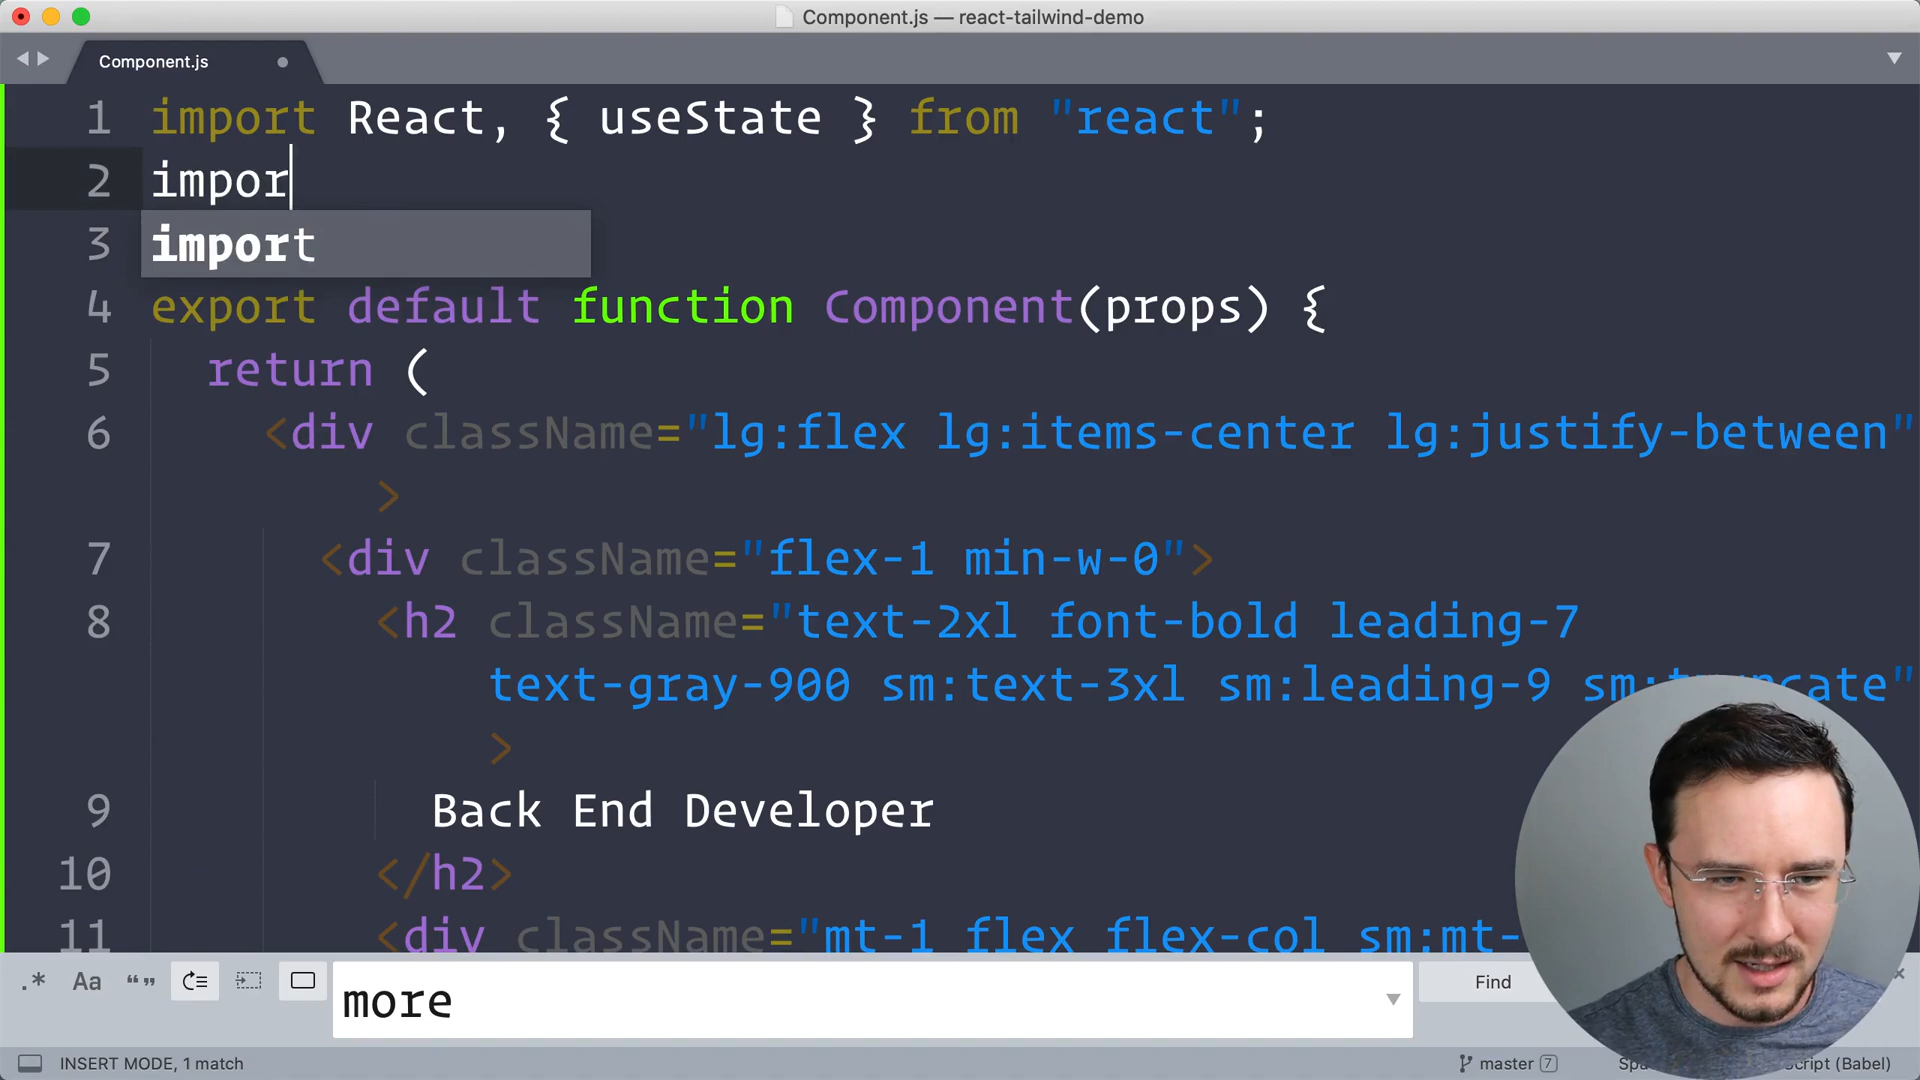 Component.js — react-tailwind-demo
Component.js
1 import React, { useState } from "react";
2 impor
import
3
4 export default function Component(props) {
5 return (
6 <div className="lg:flex lg:items-center lg:justify-between"
>
7 <div className="flex-1 min-w-0">
8 <h2 className="text-2xl font-bold leading-7
text-gray-900 sm:text-3xl sm:leading-9
>
9 Back End Developer
10 </h2>
11 <div className="mt-1 flex flex-col sm:mt-
.* Aa “” more Find
INSERT MODE, 1 match master 7 (Babel)